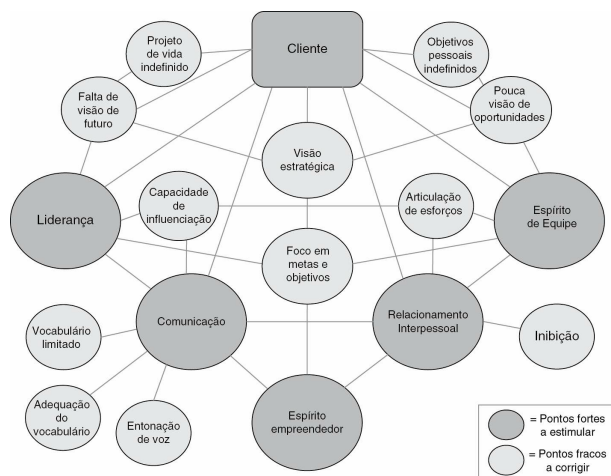 Projeto
de vida
indefinido
Cliente
Objetivos
pessoais
indefinidos
Falta de
visão de
futuro
Pouca
visão de
oportunidades
Visão
estratégica
Liderança
Capacidade
de
influenciação
Articulação
de esforços
Espírito
de Equipe
Foco em
metas e
objetivos
Vocabulário
limitado
Comunicação
Relacionamento
Interpessoal
Inibição
Adequação
do
vocabulário
Entonação
de voz
Espírito
empreendedor
= Pontos fortes
a estimular
= Pontos fracos
a corrigir